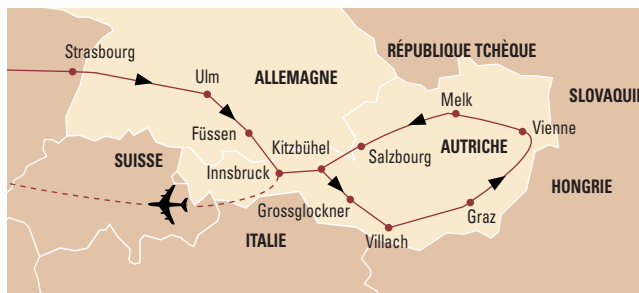 Strasbourg
RÉPUBLIQUE TCHÈQUE
Ulm
ALLEMAGNE
SLOVAQUIE
Melk
Füssen
Vienne
Kitzbühel
SUISSE
Salzbourg
AUTRICHE
Innsbruck
HONGRIE
Grossglockner
Graz
ITALIE
Villach